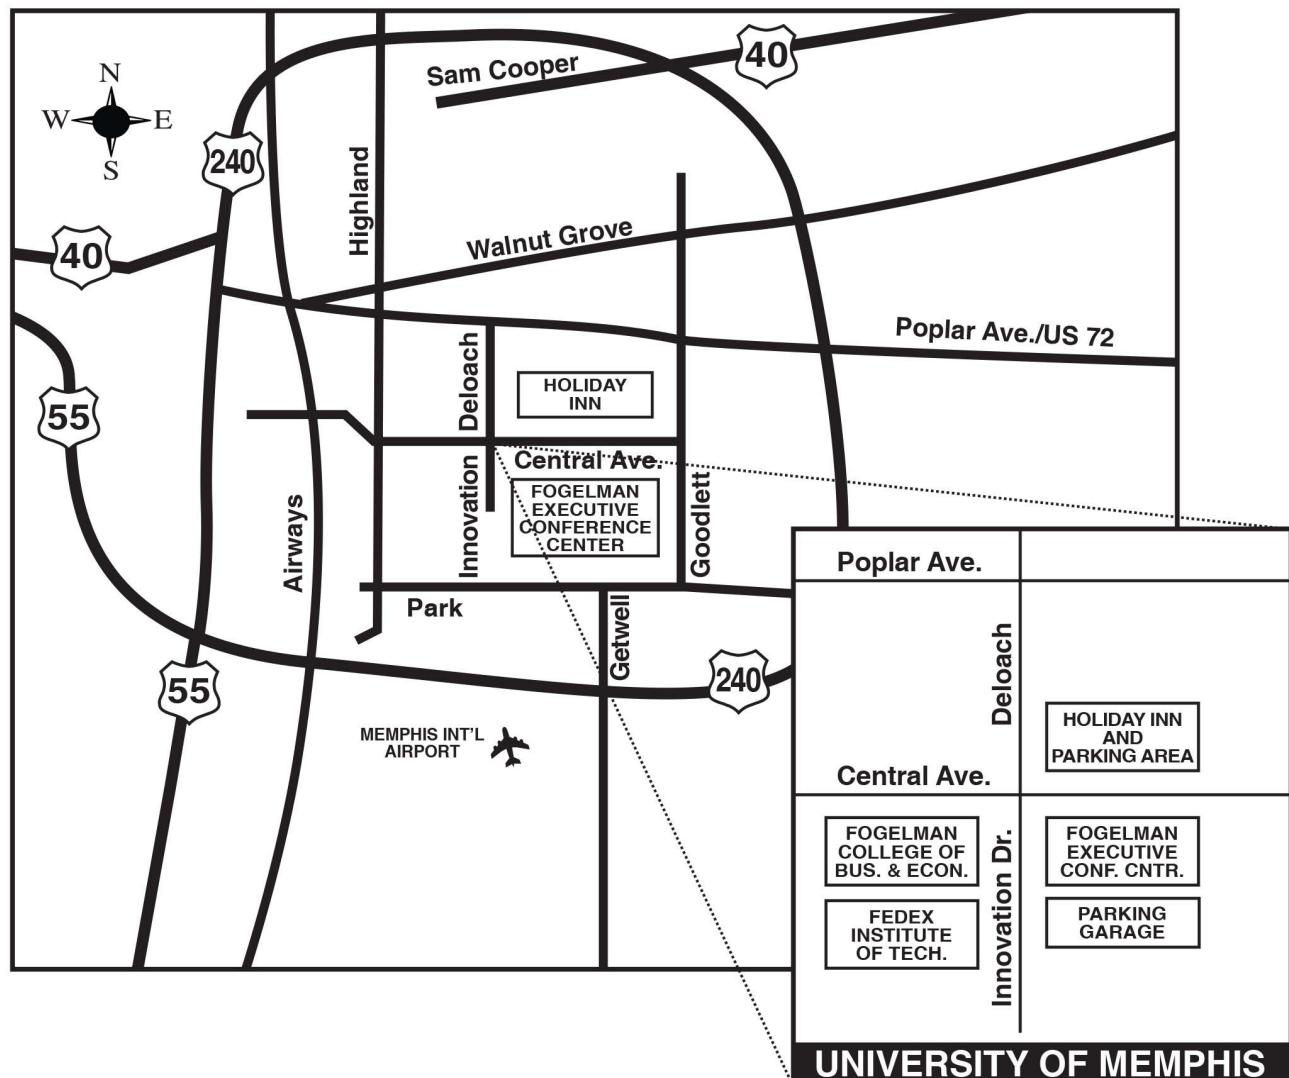 Sam Cooper
40
N
W
E
S
240
Highland
Walnut Grove
40
Poplar Ave./US 72
Deloach
HOLIDAY
INN
55
Central Ave.
Innovation
FOGELMAN
EXECUTIVE
CONFERENCE
CENTER
Goodlett
Airways
Park
Getwell
55
240
MEMPHIS INT'L
AIRPORT
Poplar Ave.
Deloach
HOLIDAY INN
AND
PARKING AREA
Central Ave.
FOGELMAN
COLLEGE OF
BUS. & ECON.
Innovation Dr.
FOGELMAN
EXECUTIVE
CONF. CNTR.
FEDEX
INSTITUTE
OF TECH.
PARKING
GARAGE
UNIVERSITY OF MEMPHIS